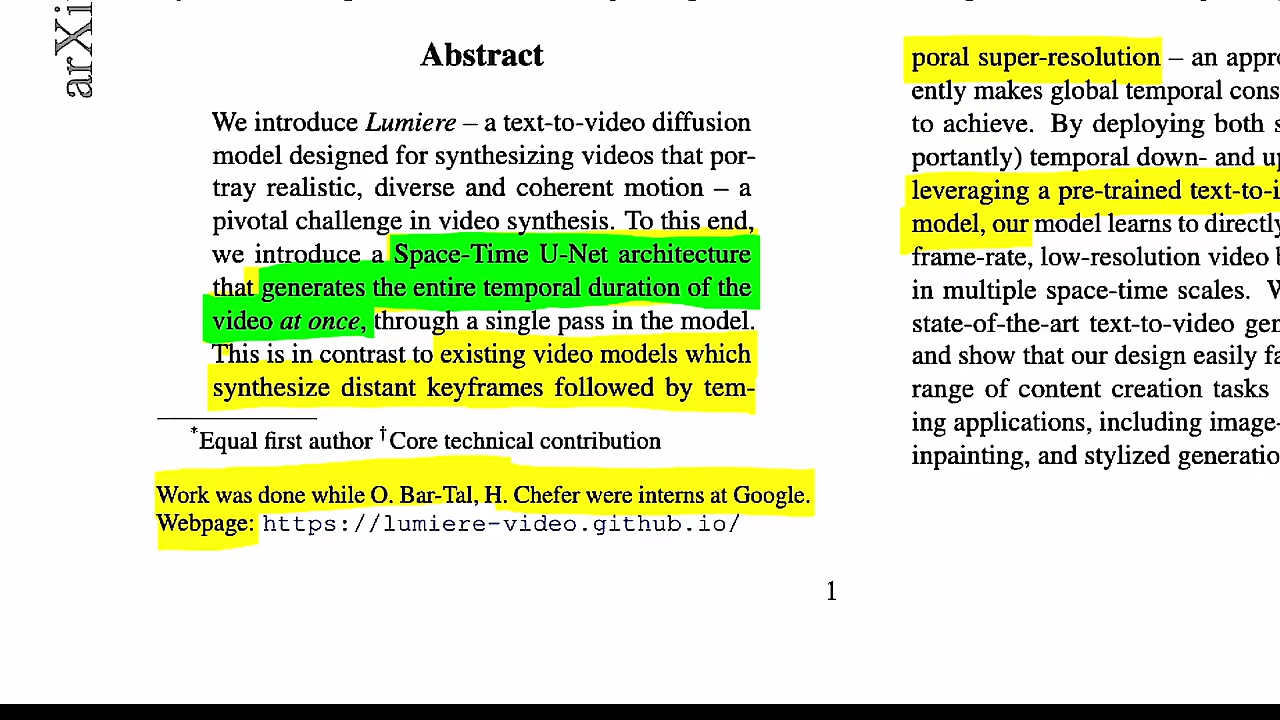 arXi
Abstract
We introduce Lumiere – a text-to-video diffusion
model designed for synthesizing videos that por-
tray realistic, diverse and coherent motion – a
pivotal challenge in video synthesis. To this end,
we introduce a Space-Time U-Net architecture
that generates the entire temporal duration of the
video at once, through a single pass in the model.
This is in contrast to existing video models which
synthesize distant keyframes followed by tem-
*Equal first author †Core technical contribution
Work was done while O. Bar-Tal, H. Chefer were interns at Google.
Webpage: https://lumiere-video.github.io/
poral super-resolution – an appro
ently makes global temporal cons
to achieve. By deploying both s
portantly) temporal down- and up
leveraging a pre-trained text-to-i
model, our model learns to directly
frame-rate, low-resolution video b
in multiple space-time scales. W
state-of-the-art text-to-video gen
and show that our design easily fa
range of content creation tasks
ing applications, including image-
inpainting, and stylized generatio
1